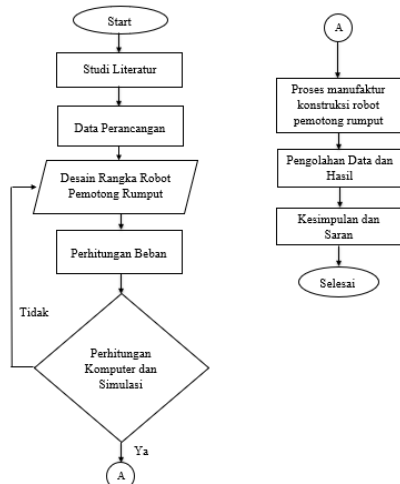 Start
Studi Literatur
Data Perancangan
Desain Rangka Robot
Pemotong Rumput
Perhitungan Beban
Tidak
Perhitungan
Komputer dan
Simulasi
Ya
A
A
Proses manufaktur
konstruksi robot
pemotong rumput
Pengolahan Data dan
Hasil
Kesimpulan dan
Saran
Selesai